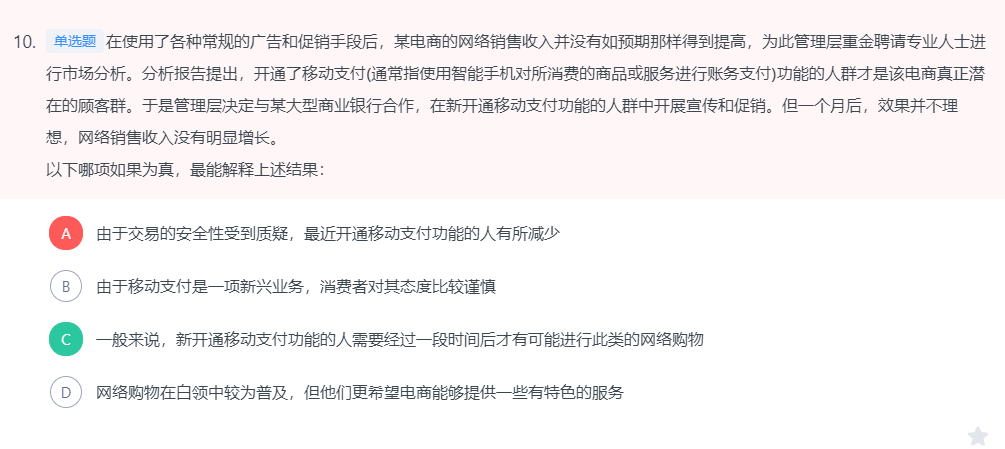 10. 单选题 在使用了各种常规的广告和促销手段后，某电商的网络销售收入并没有如预期那样得到提高，为此管理层重金聘请专业人士进
行市场分析。分析报告提出，开通了移动支付(通常指使用智能手机对所消费的商品或服务进行账务支付)功能的人群才是该电商真正潜
在的顾客群。于是管理层决定与某大型商业银行合作，在新开通移动支付功能的人群中开展宣传和促销。但一个月后，效果并不理
想，网络销售收入没有明显增长。
以下哪项如果为真，最能解释上述结果：
A 由于交易的安全性受到质疑，最近开通移动支付功能的人有所减少
B 由于移动支付是一项新兴业务，消费者对其态度比较谨慎
C 一般来说，新开通移动支付功能的人需要经过一段时间后才有可能进行此类的网络购物
D 网络购物在白领中较为普及，但他们更希望电商能够提供一些有特色的服务